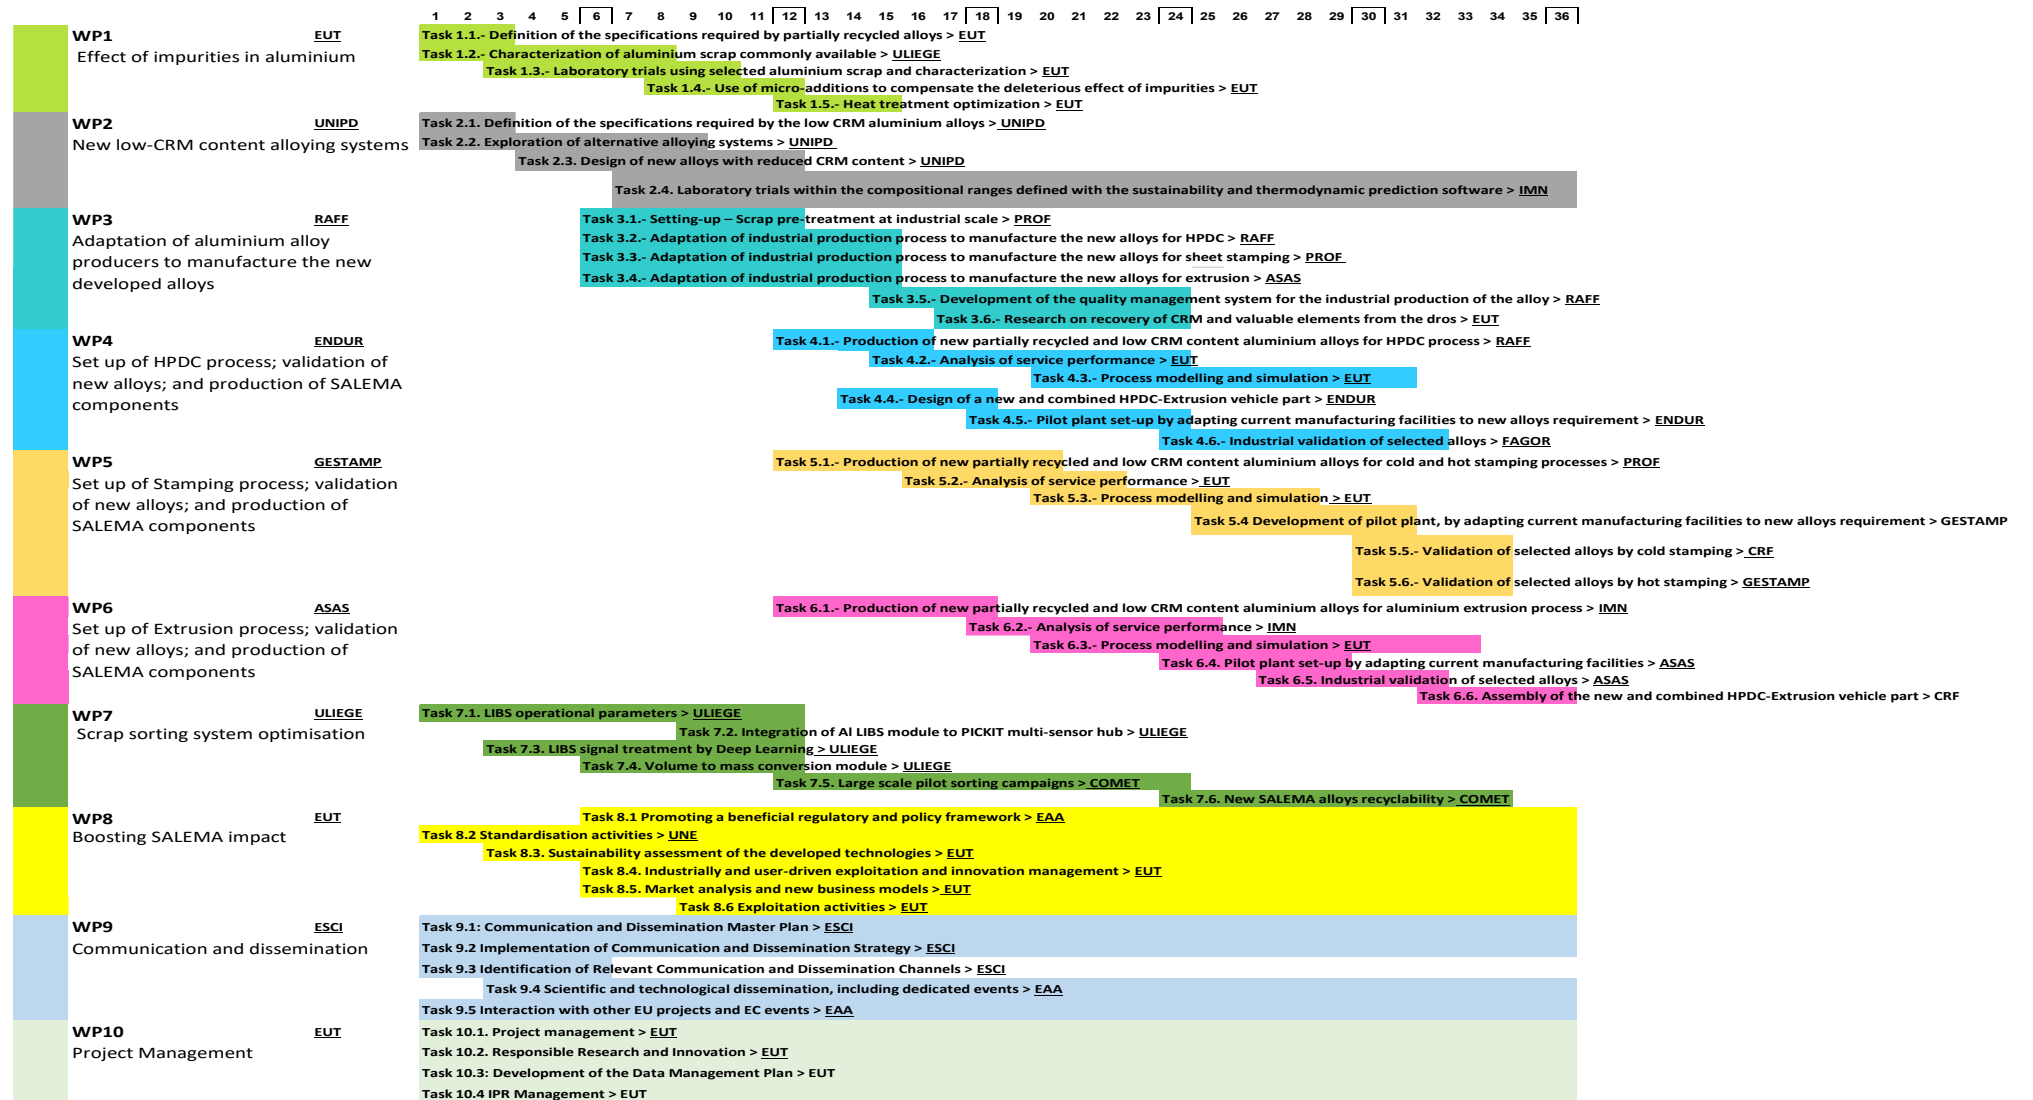 1 2 3 4 5 6 7 8 9 10 11 12 13 14 15 16 17 18 19 20 21 22 23 24 25 26 27 28 29 30 31 32 33 34 35 36
WP1 EUT
Effect of impurities in aluminium
Task 1.1.- Definition of the specifications required by partially recycled alloys > EUT
Task 1.2.- Characterization of aluminium scrap commonly available > ULIEGE
Task 1.3.- Laboratory trials using selected aluminium scrap and characterization > EUT
Task 1.4.- Use of micro-additions to compensate the deleterious effect of impurities > EUT
Task 1.5.- Heat treatment optimization > EUT
WP2 UNIPD
New low-CRM content alloying systems
Task 2.1. Definition of the specifications required by the low CRM aluminium alloys > UNIPD
Task 2.2. Exploration of alternative alloying systems > UNIPD
Task 2.3. Design of new alloys with reduced CRM content > UNIPD
Task 2.4. Laboratory trials within the compositional ranges defined with the sustainability and thermodynamic prediction software > IMN
WP3 RAFF
Adaptation of aluminium alloy
producers to manufacture the new
developed alloys
Task 3.1.- Setting-up – Scrap pre-treatment at industrial scale > PROF
Task 3.2.- Adaptation of industrial production process to manufacture the new alloys for HPDC > RAFF
Task 3.3.- Adaptation of industrial production process to manufacture the new alloys for sheet stamping > PROF
Task 3.4.- Adaptation of industrial production process to manufacture the new alloys for extrusion > ASAS
Task 3.5.- Development of the quality management system for the industrial production of the alloy > RAFF
Task 3.6.- Research on recovery of CRM and valuable elements from the dros > EUT
WP4 ENDUR
Set up of HPDC process; validation of
new alloys; and production of SALEMA
components
Task 4.1.- Production of new partially recycled and low CRM content aluminium alloys for HPDC process > RAFF
Task 4.2.- Analysis of service performance > EUT
Task 4.3.- Process modelling and simulation > EUT
Task 4.4.- Design of a new and combined HPDC-Extrusion vehicle part > ENDUR
Task 4.5.- Pilot plant set-up by adapting current manufacturing facilities to new alloys requirement > ENDUR
Task 4.6.- Industrial validation of selected alloys > FAGOR
WP5 GESTAMP
Set up of Stamping process; validation
of new alloys; and production of
SALEMA components
Task 5.1.- Production of new partially recycled and low CRM content aluminium alloys for cold and hot stamping processes > PROF
5.2.- Analysis of service performance > EUT
Task 5.3.- Process modelling and simulation > EUT
Task 5.4 Development of pilot plant, by adapting current manufacturing facilities to new alloys requirement > GESTAMP
Task 5.5.- Validation of selected alloys by cold stamping > CRF
Task 5.6.- Validation of selected alloys by hot stamping > GESTAMP
WP6 ASAS
Set up of Extrusion process; validation
of new alloys; and production of
SALEMA components
Task 6.1.- Production of new partially recycled and low CRM content aluminium alloys for aluminium extrusion process > IMN
Task 6.2.- Analysis of service performance > IMN
Task 6.3.- Process modelling and simulation > EUT
Task 6.4. Pilot plant set-up by adapting current manufacturing facilities > ASAS
Task 6.5. Industrial validation of selected alloys > ASAS
Task 6.6. Assembly of the new and combined HPDC-Extrusion vehicle part > CRF
WP7 ULIEGE
Scrap sorting system optimisation
Task 7.1. LIBS operational parameters > ULIEGE
Task 7.2. Integration of Al LIBS module to PICKIT multi-sensor hub > ULIEGE
Task 7.3. LIBS signal treatment by Deep Learning > ULIEGE
Task 7.4. Volume to mass conversion module > ULIEGE
Task 7.5. Large scale pilot sorting campaigns > COMET
Task 7.6. New SALEMA alloys recyclability > COMET
WP8 EUT
Boosting SALEMA impact
Task 8.1 Promoting a beneficial regulatory and policy framework > EAA
Task 8.2 Standardisation activities > UNE
Task 8.3. Sustainability assessment of the developed technologies > EUT
Task 8.4. Industrially and user-driven exploitation and innovation management > EUT
Task 8.5. Market analysis and new business models > EUT
Task 8.6 Exploitation activities > EUT
WP9 ESCI
Communication and dissemination
Task 9.1: Communication and Dissemination Master Plan > ESCI
Task 9.2 Implementation of Communication and Dissemination Strategy > ESCI
Task 9.3 Identification of Relevant Communication and Dissemination Channels > ESCI
Task 9.4 Scientific and technological dissemination, including dedicated events > EAA
Task 9.5 Interaction with other EU projects and EC events > EAA
WP10 EUT
Project Management
Task 10.1. Project management > EUT
Task 10.2. Responsible Research and Innovation > EUT
Task 10.3: Development of the Data Management Plan > EUT
Task 10.4 IPR Management > EUT